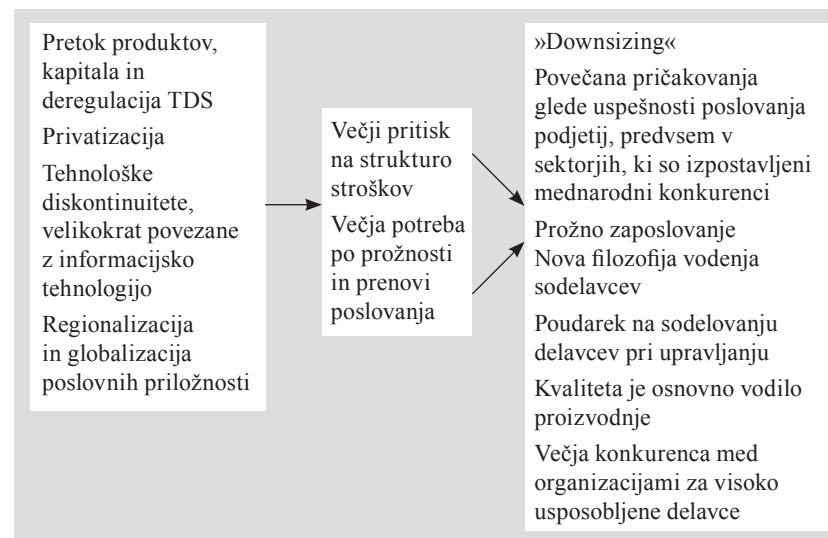 Pretok produktov,
kapitala in
deregulacija TDS
Privatizacija
Tehnološke
diskontinuitete,
velikokrat povezane
z informacijsko
tehnologijo
Regionalizacija
in globalizacija
poslovnih priložnosti
Večji pritisk
na strukturo
stroškov
Večja potreba
po prožnosti
in prenovi
poslovanja
»Downsizing«
Povečana pričakovanja
glede uspešnosti poslovanja
podjetij, predvsem v
sektorjih, ki so izpostavljeni
mednarodni konkurenci
Prožno zaposlovanje
Nova filozofija vodenja
sodelavcev
Poudarek na sodelovanju
delavcev pri upravljanju
Kvaliteta je osnovno vodilo
proizvodnje
Večja konkurenca med
organizacijami za visoko
usposobljene delavce